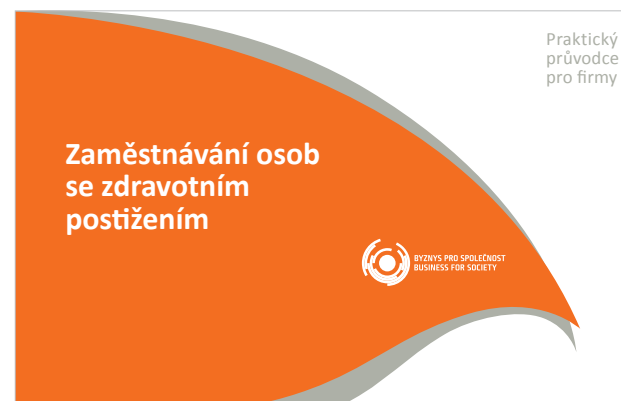 Praktický
průvodce
pro firmy
Zaměstnávání osob
se zdravotním
postižením
BYZNYS PRO SPOLEČNOST
BUSINESS FOR SOCIETY